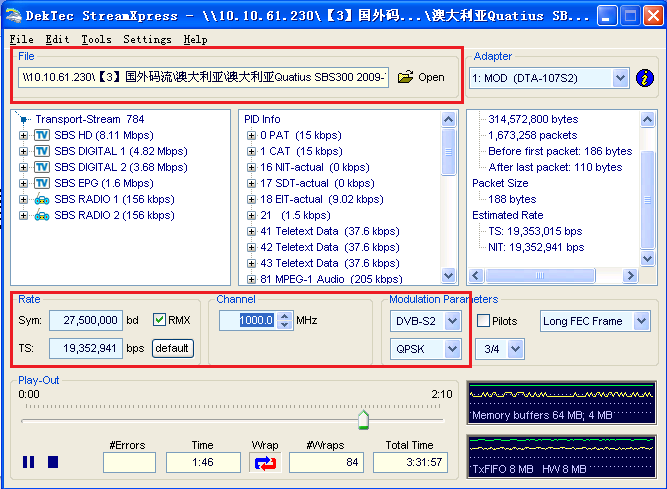 DekTec StreamXpress - \\10.10.61.230\【3】国外码...\澳大利亚Quatius SB...
File Edit Tools Settings Help
File
\\10.10.61.230\【3】国外码流\澳大利亚\澳大利亚Quatius SBS300 2009-
Open
Adapter
1: MOD (DTA-107S2)
Transport-Stream 784
SBS HD (8.11 Mbps)
SBS DIGITAL 1 (4.82 Mbps)
SBS DIGITAL 2 (3.68 Mbps)
SBS EPG (1.6 Mbps)
SBS RADIO 1 (156 kbps)
SBS RADIO 2 (156 kbps)
PID Info
0 PAT (15 kbps)
1 CAT (15 kbps)
16 NIT-actual (0 kbps)
17 SDT-actual (0 kbps)
18 EIT-actual (9.02 kbps)
21 (1.5 kbps)
41 Teletext Data (37.6 kbps)
42 Teletext Data (37.6 kbps)
43 Teletext Data (37.6 kbps)
81 MPEG-1 Audio (205 kbps)
314,572,800 bytes
1,673,258 packets
Before first packet: 186 bytes
After last packet: 110 bytes
Packet Size
188 bytes
Estimated Rate
TS: 19,353,015 bps
NIT: 19,352,941 bps
Rate
Sym: 27,500,000 bd RMX
TS: 19,352,941 bps default
Channel
1000.0 MHz
Modulation Parameters
DVB-S2 Pilots Long FEC Frame
QPSK 3/4
Play-Out
0:00 2:10
#Errors Time Wrap #Wraps Total Time
1:46 84 3:31:57
Memory buffers 64 MB; 4 MB
TxFIFO 8 MB HW 8 MB